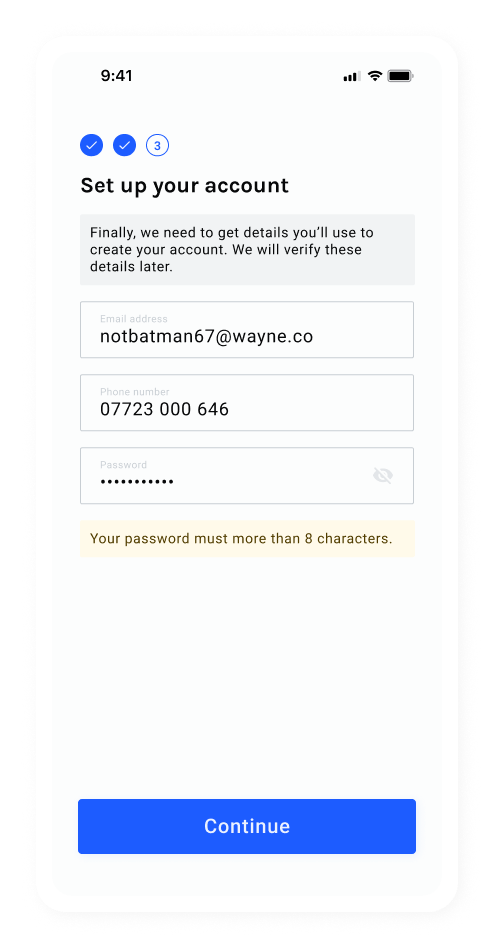 9:41
3
Set up your account
Finally, we need to get details you’ll use to
create your account. We will verify these
details later.
Email address
notbatman67@wayne.co
Phone number
07723 000 646
Password
•••••••••••
Your password must more than 8 characters.
Continue